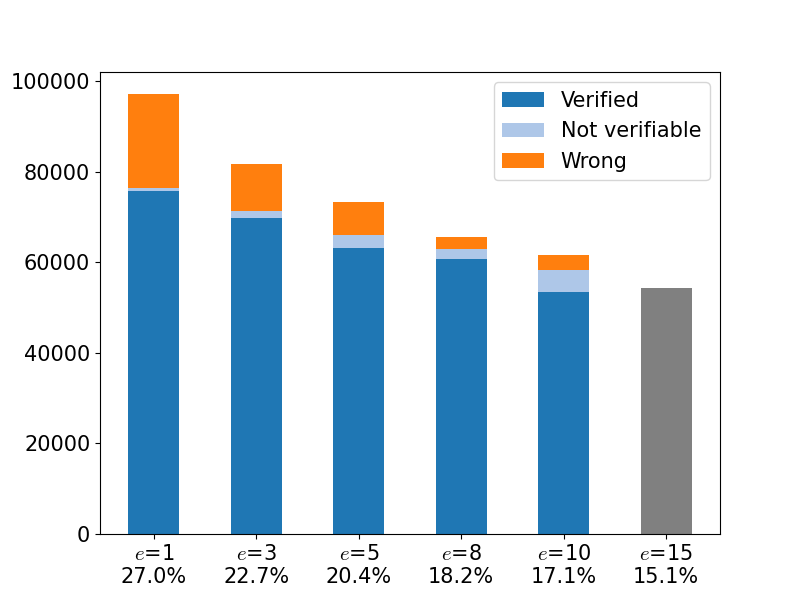 100000
80000
60000
40000
20000
0
Verified
Not verifiable
Wrong
e=1 e=3 e=5 e=8 e=10 e=15
27.0% 22.7% 20.4% 18.2% 17.1% 15.1%